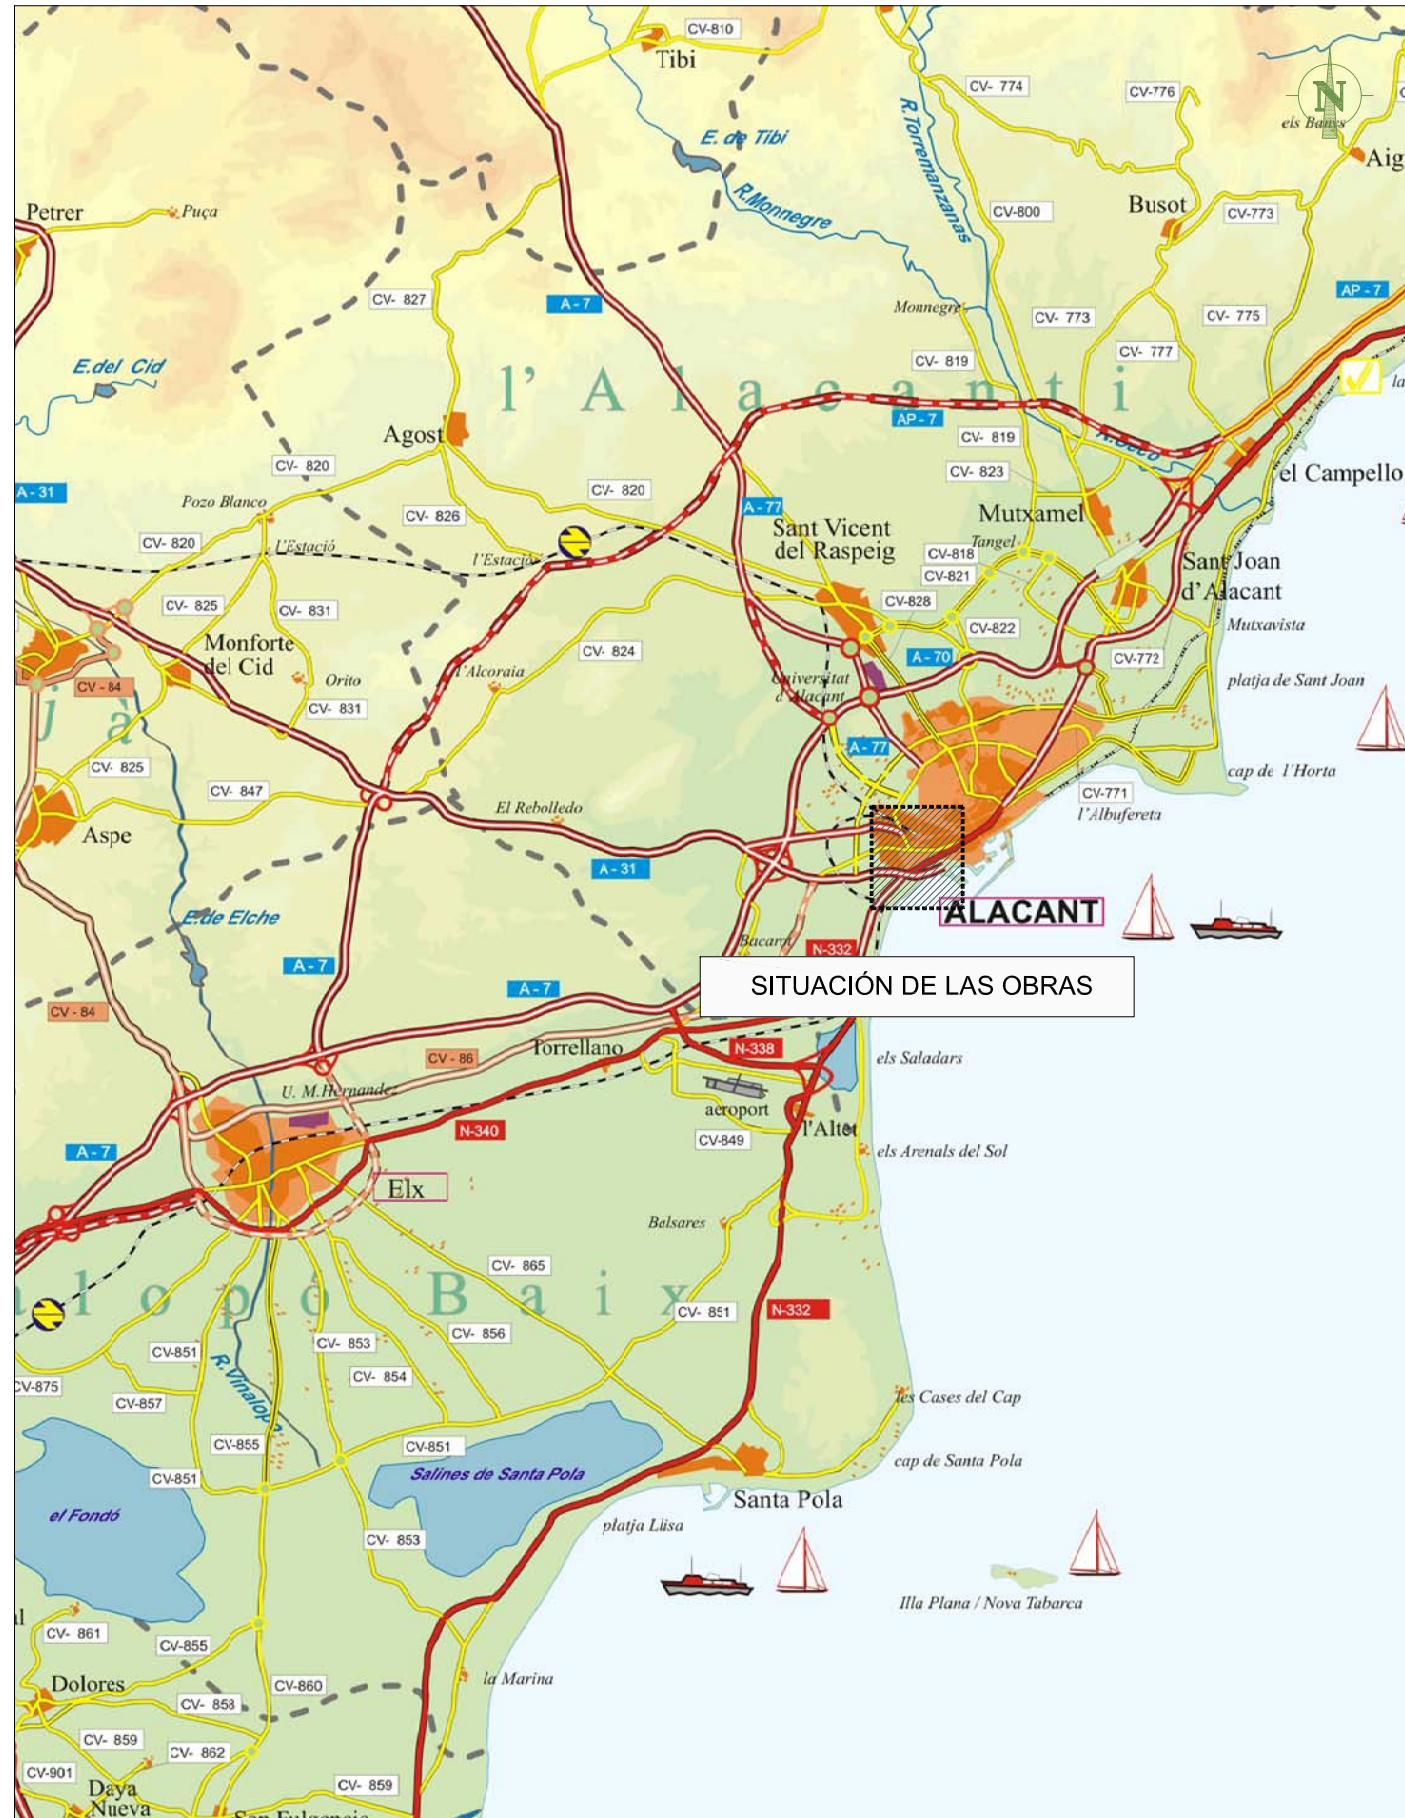 CV-810
Tibi
CV- 774
CV-776
N
els Banys
E. de Tibi
R.Torremanzanas
Aig
R.Monnegre
Petrer
Puça
CV-800
Busot
CV-773
CV- 827
A - 7
AP - 7
Monnegre
CV- 773
CV- 775
CV- 777
E.del Cid
CV- 819
la
l' A l a c a n t í
AP - 7
Agost
CV- 819
CV- 820
CV- 823
el Campello
A - 31
Pozo Blanco
CV- 820
A - 77
CV- 826
Sant Vicent
del Raspeig
Mutxamel
CV- 820
l'Estació
l'Estació
Tangel
CV-818
CV-821
Sant Joan
d'Alacant
CV- 825
CV- 831
CV-828
Mutxavista
CV-822
Monforte
del Cid
CV- 824
A - 70
CV-772
l'Alcoraia
Universitat
d'Alacant
Orito
platja de Sant Joan
CV - 84
CV- 831
j à
A - 77
CV- 825
cap de l'Horta
CV- 847
CV-771
El Rebolledo
l'Albufereta
Aspe
A - 31
ALACANT
E.de Elche
Bacarot
N-332
A - 7
SITUACIÓN DE LAS OBRAS
A - 7
CV - 84
Torrellano
N-338
CV - 86
els Saladars
U. M.Hernandez
aeroport
l'Altet
N-340
CV-849
A - 7
els Arenals del Sol
Elx
Balsares
CV- 865
a l o p ó B a i x
CV- 851
N-332
CV- 856
CV- 853
CV-851
R.Vinalopó
CV- 854
CV-875
les Cases del Cap
CV-857
CV-855
CV-851
cap de Santa Pola
CV-851
Salines de Santa Pola
Santa Pola
el Fondó
platja Llisa
CV- 853
Illa Plana / Nova Tabarca
CV- 861
CV-855
la Marina
Dolores
CV-860
CV- 858
CV- 859
CV- 862
CV-901
CV- 859
Daya
Nueva
San Fulgencio